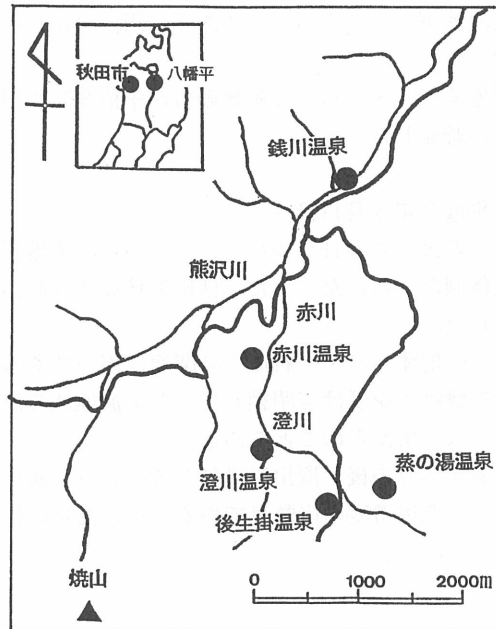 秋田市
八幡平
銭川温泉
熊沢川
赤川
赤川温泉
澄川
澄川温泉
蒸の湯温泉
後生掛温泉
焼山
0 1000 2000m